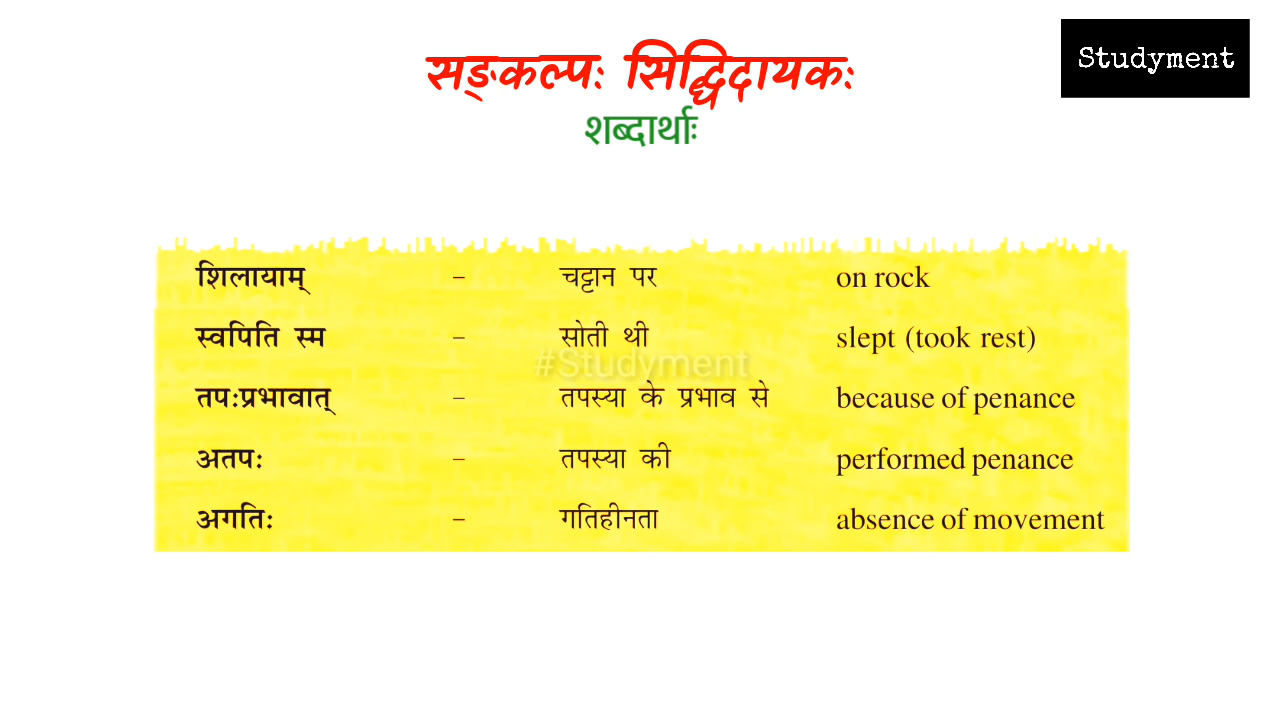 Studyment
सङ्कल्पः सिद्धिदायकः
शब्दार्थाः
शिलायाम् – चट्टान पर on rock
स्वपिति स्म – सोती थी slept (took rest)
#Studyment
तपःप्रभावात् – तपस्या के प्रभाव से because of penance
अतपः – तपस्या की performed penance
अगतिः – गतिहीनता absence of movement